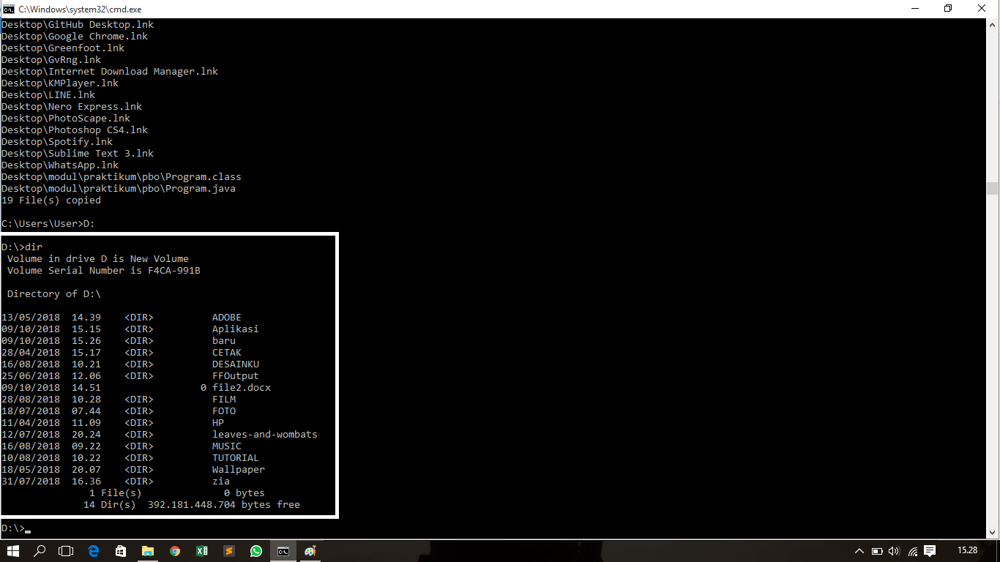 C:\Windows\system32\cmd.exe
Desktop\GitHub Desktop.lnk
Desktop\Google Chrome.lnk
Desktop\Greenfoot.lnk
Desktop\GvRng.lnk
Desktop\Internet Download Manager.lnk
Desktop\KMPlayer.lnk
Desktop\LINE.lnk
Desktop\Nero Express.lnk
Desktop\PhotoScape.lnk
Desktop\Photoshop CS4.lnk
Desktop\Spotify.lnk
Desktop\Sublime Text 3.lnk
Desktop\WhatsApp.lnk
Desktop\modul\praktikum\pbo\Program.class
Desktop\modul\praktikum\pbo\Program.java
19 File(s) copied
C:\Users\User>D:
D:\>dir
Volume in drive D is New Volume
Volume Serial Number is F4CA-991B
Directory of D:\
13/05/2018  14.39    <DIR>          ADOBE
09/10/2018  15.15    <DIR>          Aplikasi
09/10/2018  15.26    <DIR>          baru
28/04/2018  15.17    <DIR>          CETAK
16/08/2018  10.21    <DIR>          DESAINKU
25/06/2018  12.06    <DIR>          FFOutput
09/10/2018  14.51                 0 file2.docx
28/08/2018  10.28    <DIR>          FILM
18/07/2018  07.44    <DIR>          FOTO
11/04/2018  11.09    <DIR>          HP
12/07/2018  20.24    <DIR>          leaves-and-wombats
16/08/2018  09.22    <DIR>          MUSIC
10/08/2018  10.22    <DIR>          TUTORIAL
18/05/2018  20.07    <DIR>          Wallpaper
31/07/2018  16.36    <DIR>          zia
1 File(s)              0 bytes
14 Dir(s)  392.181.448.704 bytes free
D:\>_
15.28